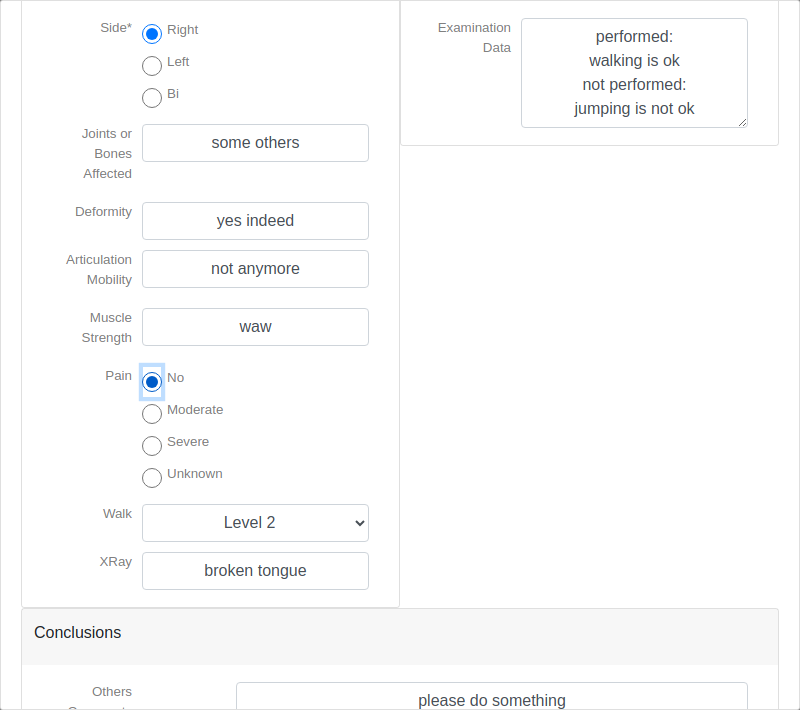 Side*
Right
Left
Bi
Joints or
Bones
Affected
some others
Deformity
yes indeed
Articulation
Mobility
not anymore
Muscle
Strength
waw
Pain
No
Moderate
Severe
Unknown
Walk
Level 2
XRay
broken tongue
Examination
Data
performed:
walking is ok
not performed:
jumping is not ok
Conclusions
Others
please do something